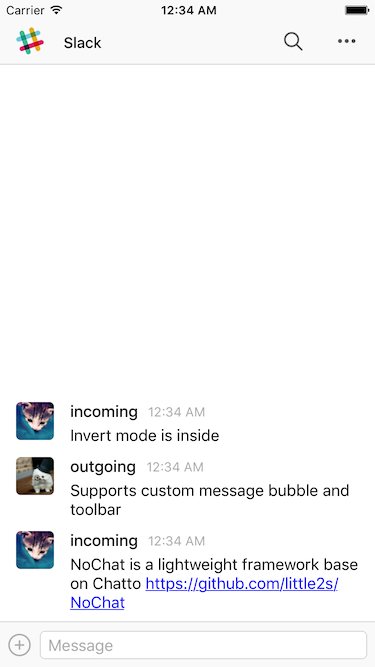 Carrier 12:34 AM
Slack
incoming 12:34 AM
Invert mode is inside
outgoing 12:34 AM
Supports custom message bubble and
toolbar
incoming 12:34 AM
NoChat is a lightweight framework base
on Chatto https://github.com/little2s/
NoChat
Message